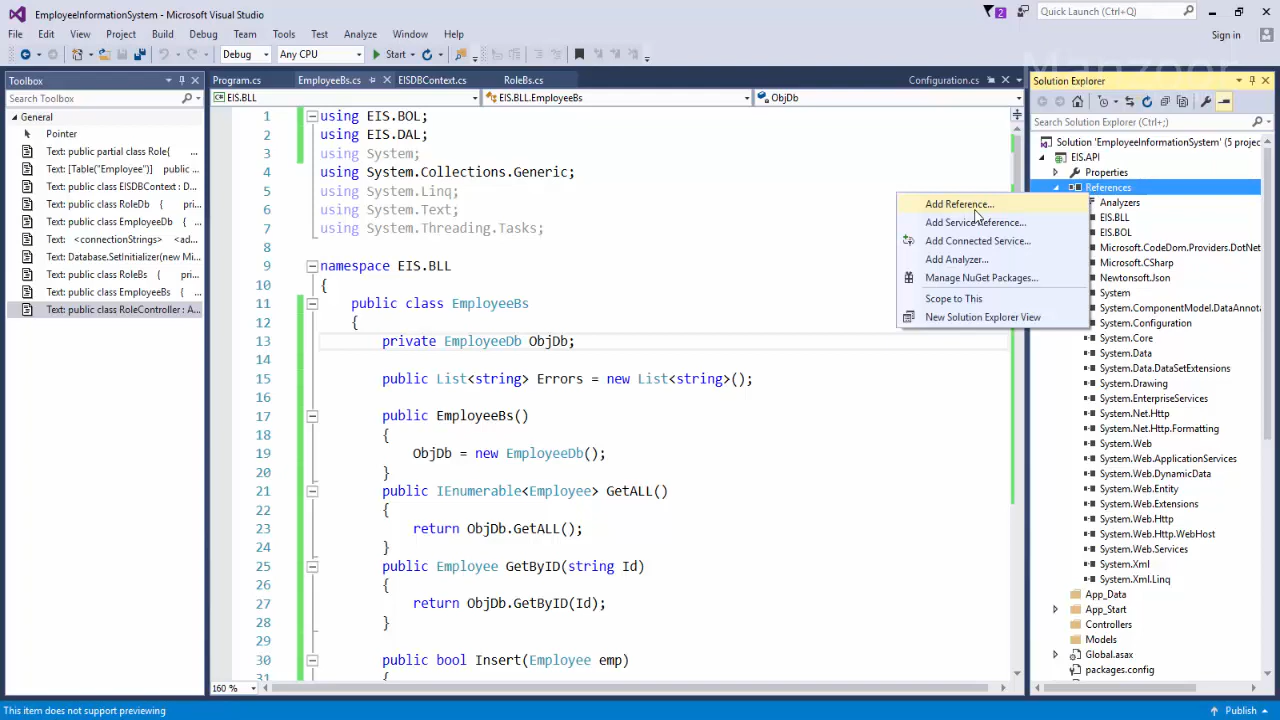 EmployeeInformationSystem - Microsoft Visual Studio
2
Quick Launch (Ctrl+Q)
File Edit View Project Build Debug Team Tools Test Analyze Window Help
Sign in
Debug Any CPU Start
Toolbox
Search Toolbox
General
Pointer
Text: public partial class Role{
Text: [Table("Employee")] public ...
Text: public class EISDBContext : D...
Text: public class RoleDb {
Text: public class EmployeeDb {
Text: <connectionStrings> <ad...
Text: Database.SetInitializer(new Mi...
Text: public class RoleBs {
Text: public class EmployeeBs {
Text: public class RoleController : A...
Program.cs EmployeeBs.cs EISDBContext.cs RoleBs.cs Configuration.cs
EIS.BLL EIS.BLL.EmployeeBs ObjDb
1 using EIS.BOL;
2 using EIS.DAL;
3 using System;
4 using System.Collections.Generic;
5 using System.Linq;
6 using System.Text;
7 using System.Threading.Tasks;
8
9 namespace EIS.BLL
10 {
11 public class EmployeeBs
12 {
13 private EmployeeDb ObjDb;
14
15 public List<string> Errors = new List<string>();
16
17 public EmployeeBs()
18 {
19 ObjDb = new EmployeeDb();
20 }
21 public IEnumerable<Employee> GetALL()
22 {
23 return ObjDb.GetALL();
24 }
25 public Employee GetByID(string Id)
26 {
27 return ObjDb.GetByID(Id);
28 }
29
30 public bool Insert(Employee emp)
31 {
160 %
Add Reference...
Add Service Reference...
Add Connected Service...
Add Analyzer...
Manage NuGet Packages...
Scope to This
New Solution Explorer View
Solution Explorer
Search Solution Explorer (Ctrl+;)
Solution 'EmployeeInformationSystem' (5 projec
EIS.API
Properties
References
Analyzers
EIS.BLL
EIS.BOL
Microsoft.CodeDom.Providers.DotNet
Microsoft.CSharp
Newtonsoft.Json
System
System.ComponentModel.DataAnnota
System.Configuration
System.Core
System.Data
System.Data.DataSetExtensions
System.Drawing
System.EnterpriseServices
System.Net.Http
System.Net.Http.Formatting
System.Web
System.Web.ApplicationServices
System.Web.DynamicData
System.Web.Entity
System.Web.Extensions
System.Web.Http
System.Web.Http.WebHost
System.Web.Services
System.Xml
System.Xml.Linq
App_Data
App_Start
Controllers
Models
Global.asax
packages.config
This item does not support previewing
Publish